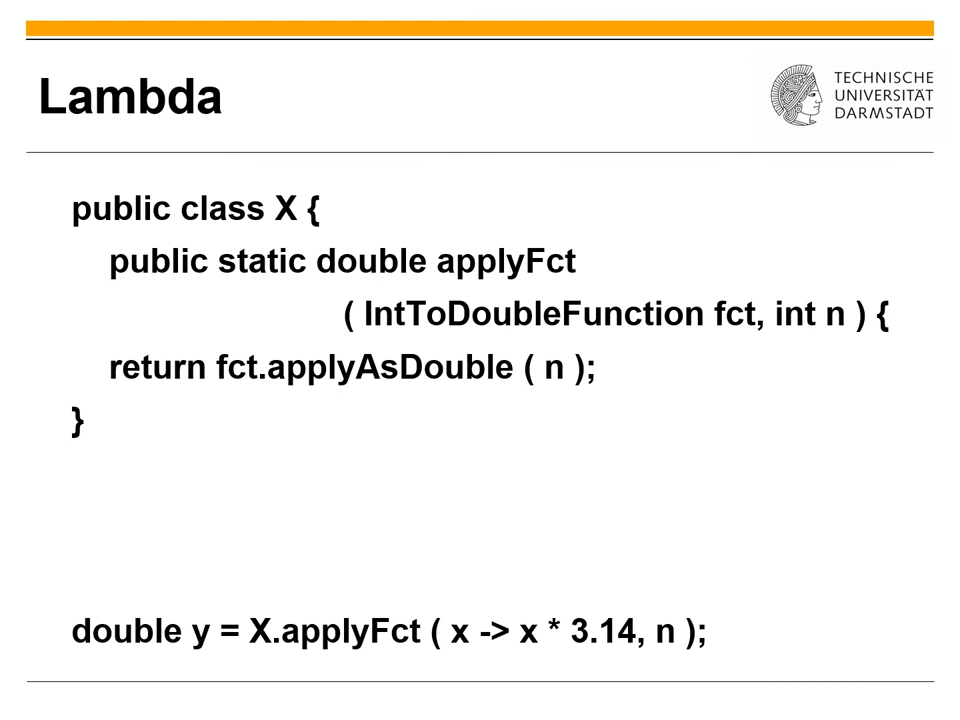 Lambda
TECHNISCHE
UNIVERSITÄT
DARMSTADT
public class X {
public static double applyFct
( IntToDoubleFunction fct, int n ) {
return fct.applyAsDouble ( n );
}
double y = X.applyFct ( x -> x * 3.14, n );